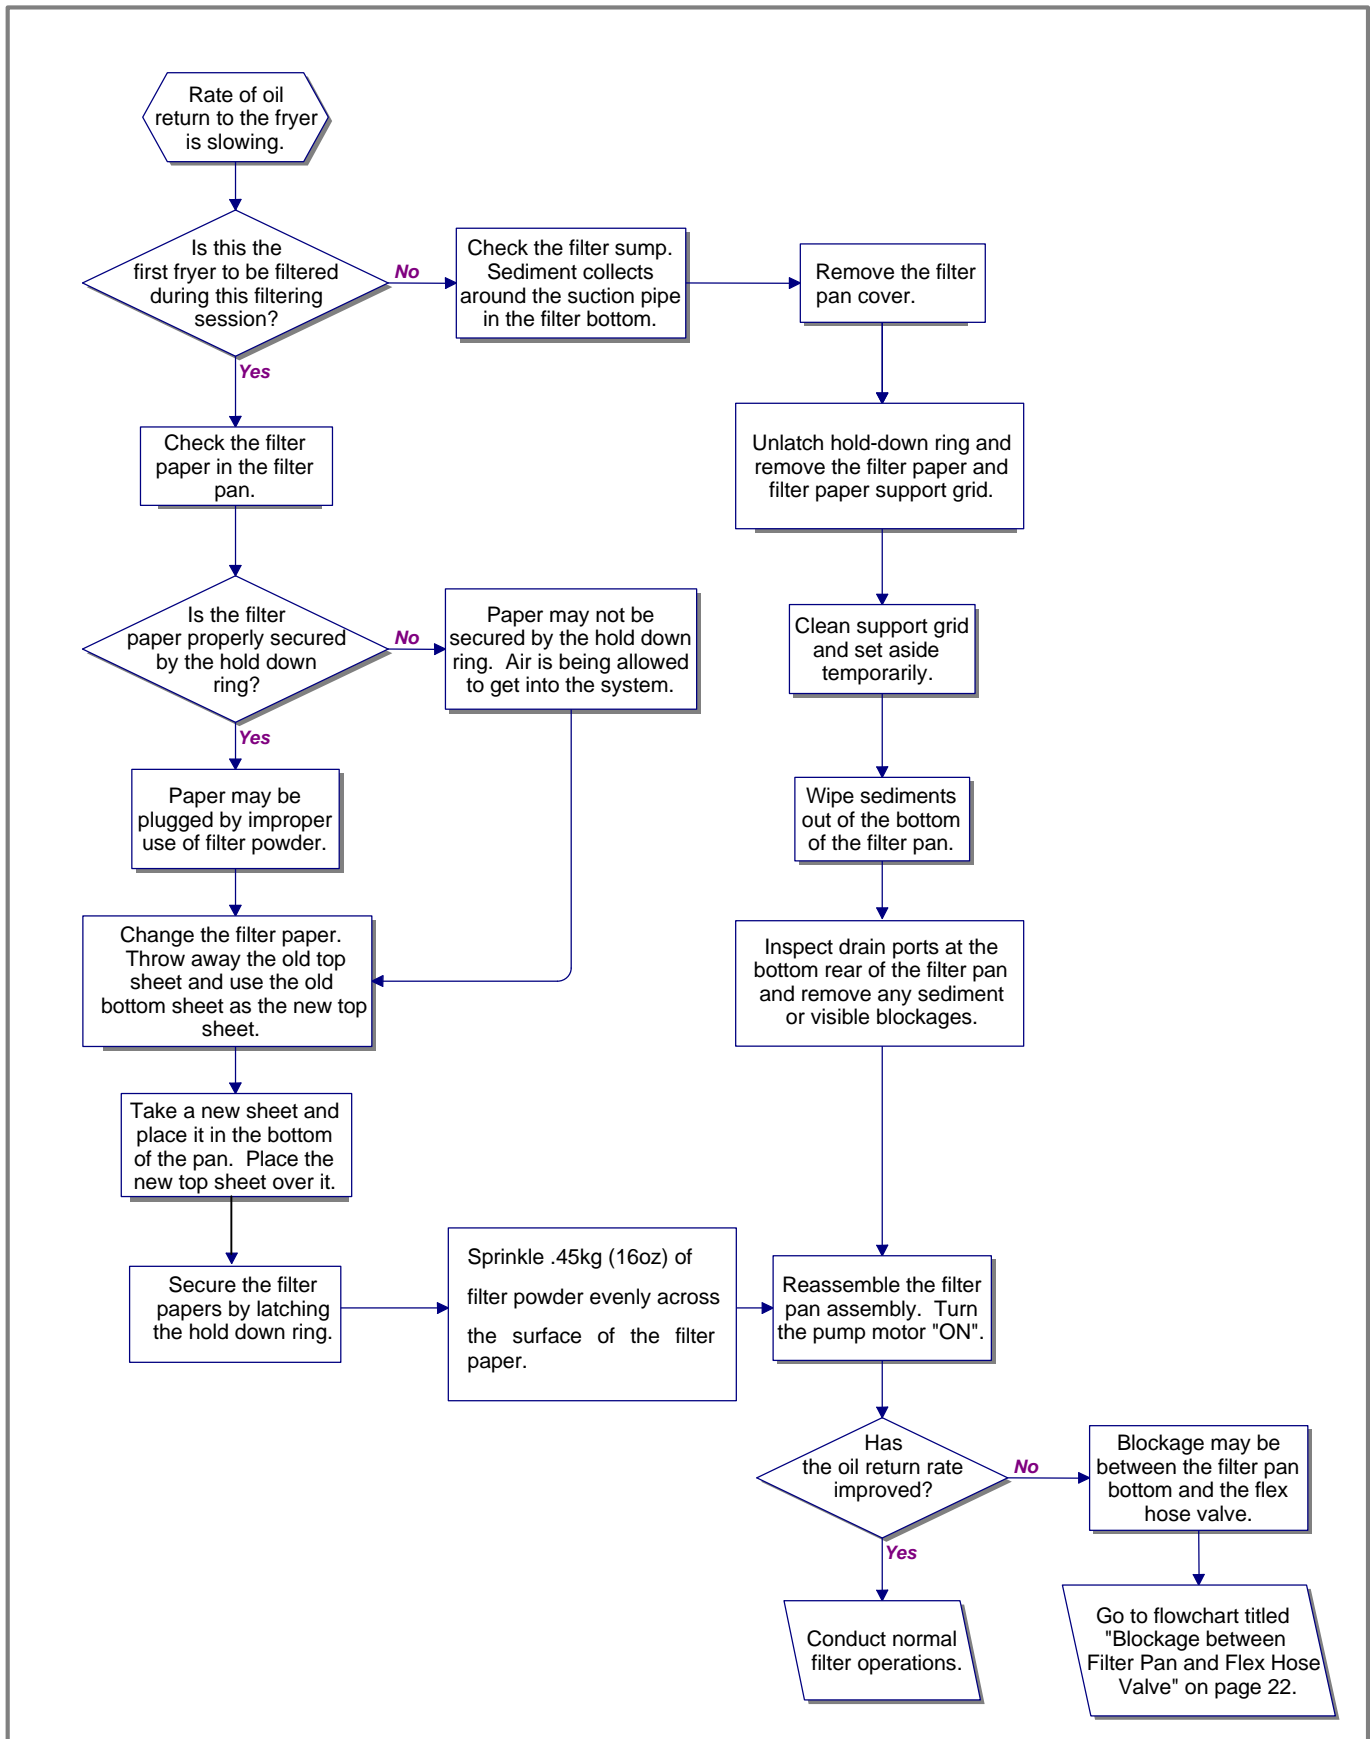 Rate of oil
return to the fryer
is slowing.
Is this the
first fryer to be filtered
during this filtering
session?
No
Check the filter sump.
Sediment collects
around the suction pipe
in the filter bottom.
Remove the filter
pan cover.
Yes
Check the filter
paper in the filter
pan.
Unlatch hold-down ring and
remove the filter paper and
filter paper support grid.
Is the filter
paper properly secured
by the hold down
ring?
No
Paper may not be
secured by the hold down
ring. Air is being allowed
to get into the system.
Clean support grid
and set aside
temporarily.
Yes
Paper may be
plugged by improper
use of filter powder.
Wipe sediments
out of the bottom
of the filter pan.
Change the filter paper.
Throw away the old top
sheet and use the old
bottom sheet as the new top
sheet.
Inspect drain ports at the
bottom rear of the filter pan
and remove any sediment
or visible blockages.
Take a new sheet and
place it in the bottom
of the pan. Place the
new top sheet over it.
Secure the filter
papers by latching
the hold down ring.
Sprinkle .45kg (16oz) of
filter powder evenly across
the surface of the filter
paper.
Reassemble the filter
pan assembly. Turn
the pump motor "ON".
Has
the oil return rate
improved?
No
Blockage may be
between the filter pan
bottom and the flex
hose valve.
Yes
Conduct normal
filter operations.
Go to flowchart titled
"Blockage between
Filter Pan and Flex Hose
Valve" on page 22.